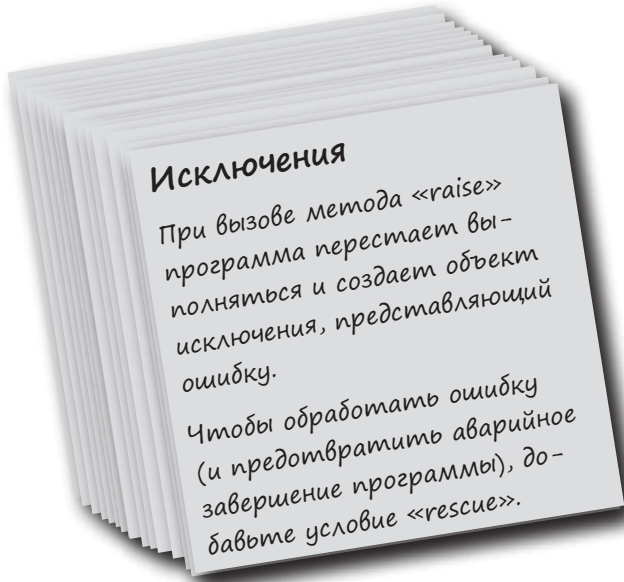 Исключения
При вызове метода «raise»
программа перестает вы-
полняться и создает объект
исключения, представляющий
ошибку.
Чтобы обработать ошибку
(и предотвратить аварийное
завершение программы), до-
бавьте условие «rescue».